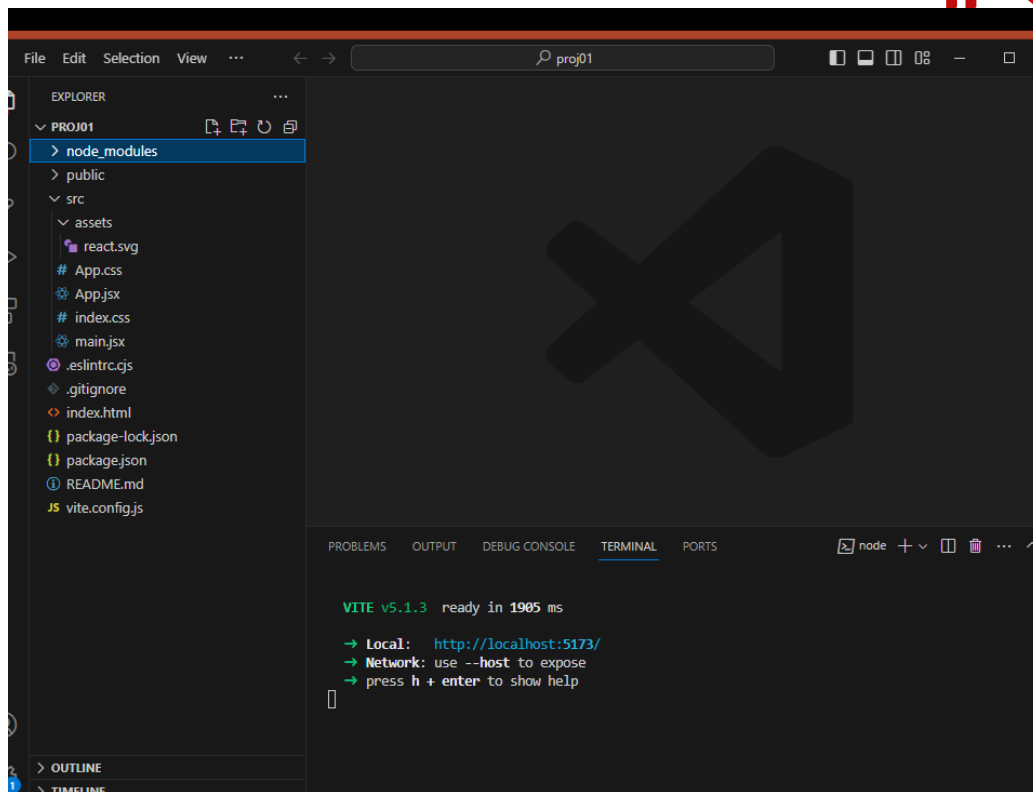 File Edit Selection View ··· proj01
EXPLORER ···
PROJ01
node_modules
public
src
assets
react.svg
# App.css
App.jsx
# index.css
main.jsx
.eslintrc.cjs
.gitignore
<> index.html
{} package-lock.json
{} package.json
README.md
JS vite.config.js
PROBLEMS OUTPUT DEBUG CONSOLE TERMINAL PORTS node
VITE v5.1.3 ready in 1905 ms
➜ Local: http://localhost:5173/
➜ Network: use --host to expose
➜ press h + enter to show help
OUTLINE
1
TIMELINE